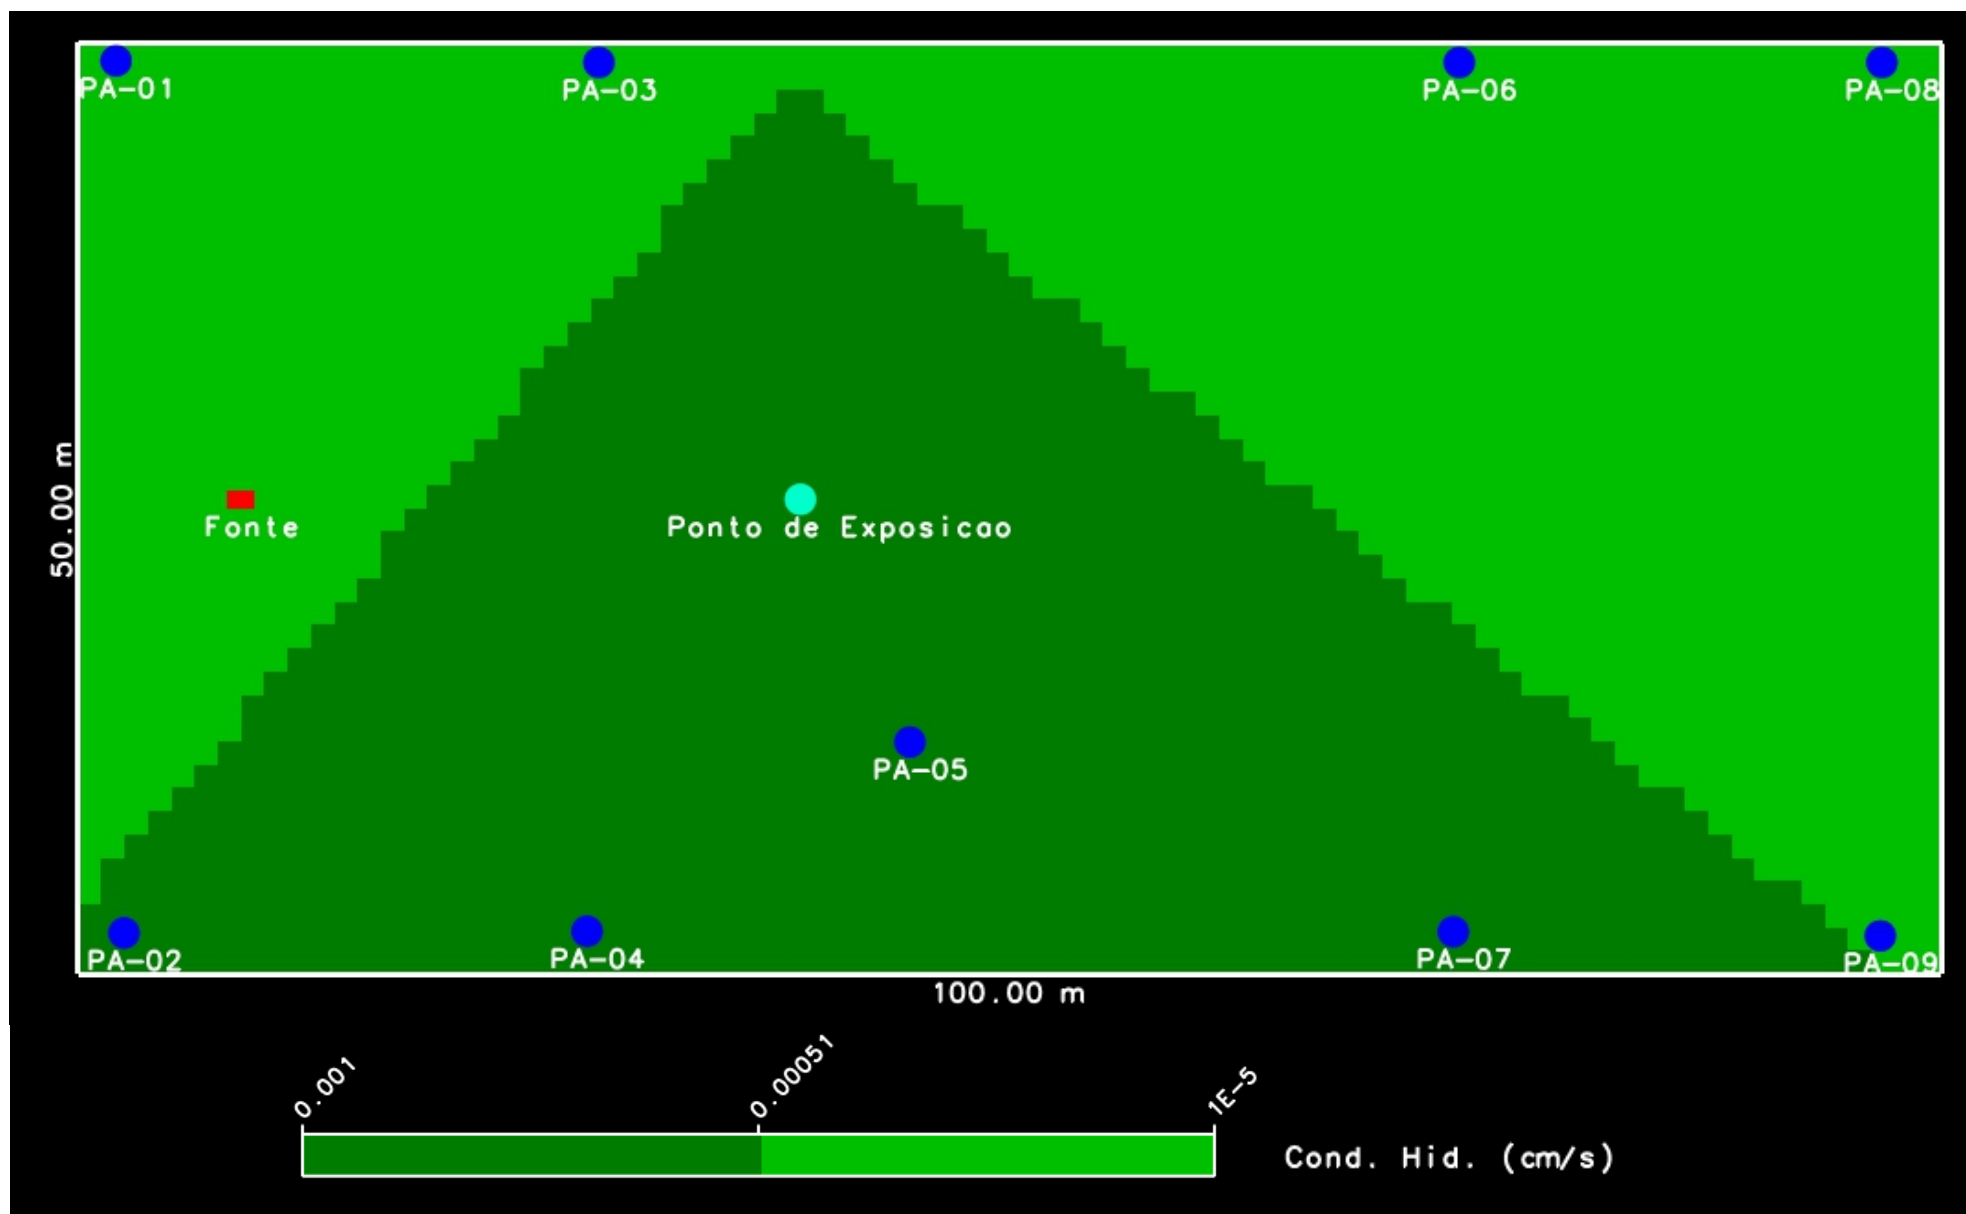 PA-01
PA-03
PA-06
PA-08
50.00 m
Fonte
Ponto de Exposicao
PA-05
PA-02
PA-04
PA-07
PA-09
100.00 m
0.001
0.00051
1E-5
Cond. Hid. (cm/s)